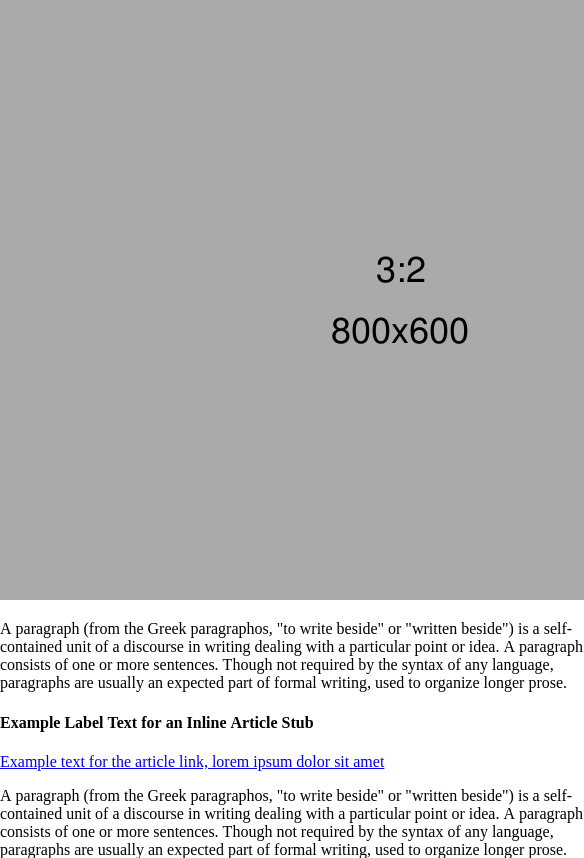 3:2
800x600
A paragraph (from the Greek paragraphos, "to write beside" or "written beside") is a self-
contained unit of a discourse in writing dealing with a particular point or idea. A paragraph
consists of one or more sentences. Though not required by the syntax of any language,
paragraphs are usually an expected part of formal writing, used to organize longer prose.
Example Label Text for an Inline Article Stub
Example text for the article link, lorem ipsum dolor sit amet
A paragraph (from the Greek paragraphos, "to write beside" or "written beside") is a self-
contained unit of a discourse in writing dealing with a particular point or idea. A paragraph
consists of one or more sentences. Though not required by the syntax of any language,
paragraphs are usually an expected part of formal writing, used to organize longer prose.